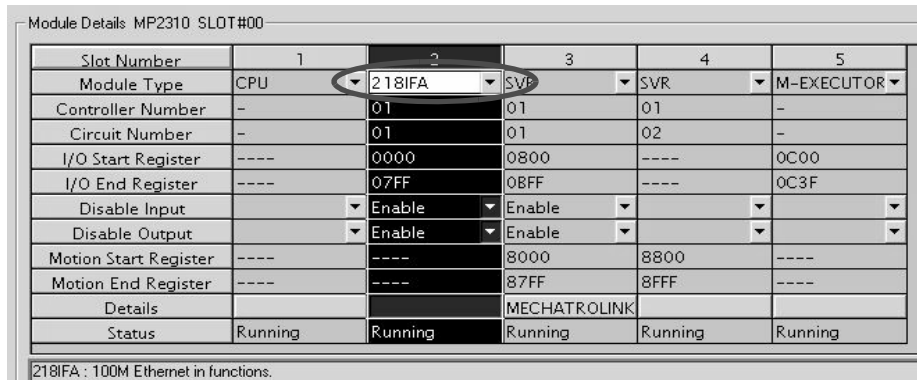 Module Details MP2310 SLOT#00
Slot Number 1 2 3 4 5
Module Type CPU 218IFA SVB SVR M-EXECUTOR
Controller Number - 01 01 01 -
Circuit Number - 01 01 02 -
I/O Start Register ---- 0000 0800 ---- 0C00
I/O End Register ---- 07FF 0BFF ---- 0C3F
Disable Input Enable Enable
Disable Output Enable Enable
Motion Start Register ---- ---- 8000 8800 ----
Motion End Register ---- ---- 87FF 8FFF ----
Details MECHATROLINK
Status Running Running Running Running Running
218IFA : 100M Ethernet in functions.